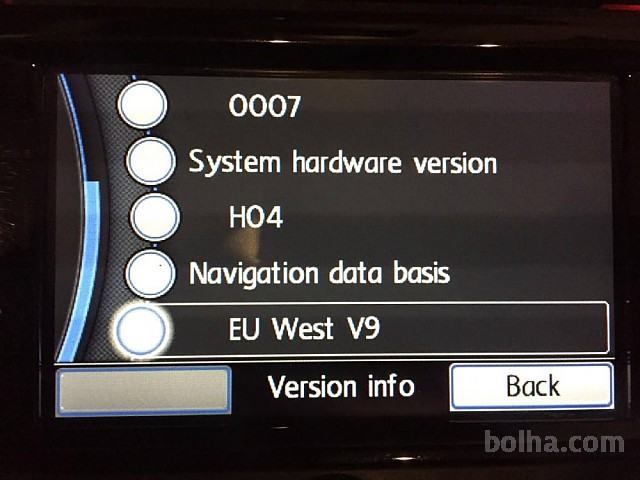 0007
System hardware version
H04
Navigation data basis
EU West V9
Version info
Back
bolha.com